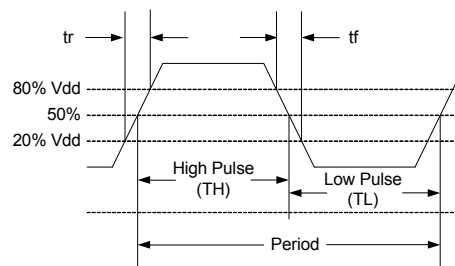 tr
tf
80% Vdd
50%
20% Vdd
High Pulse
(TH)
Low Pulse
(TL)
Period